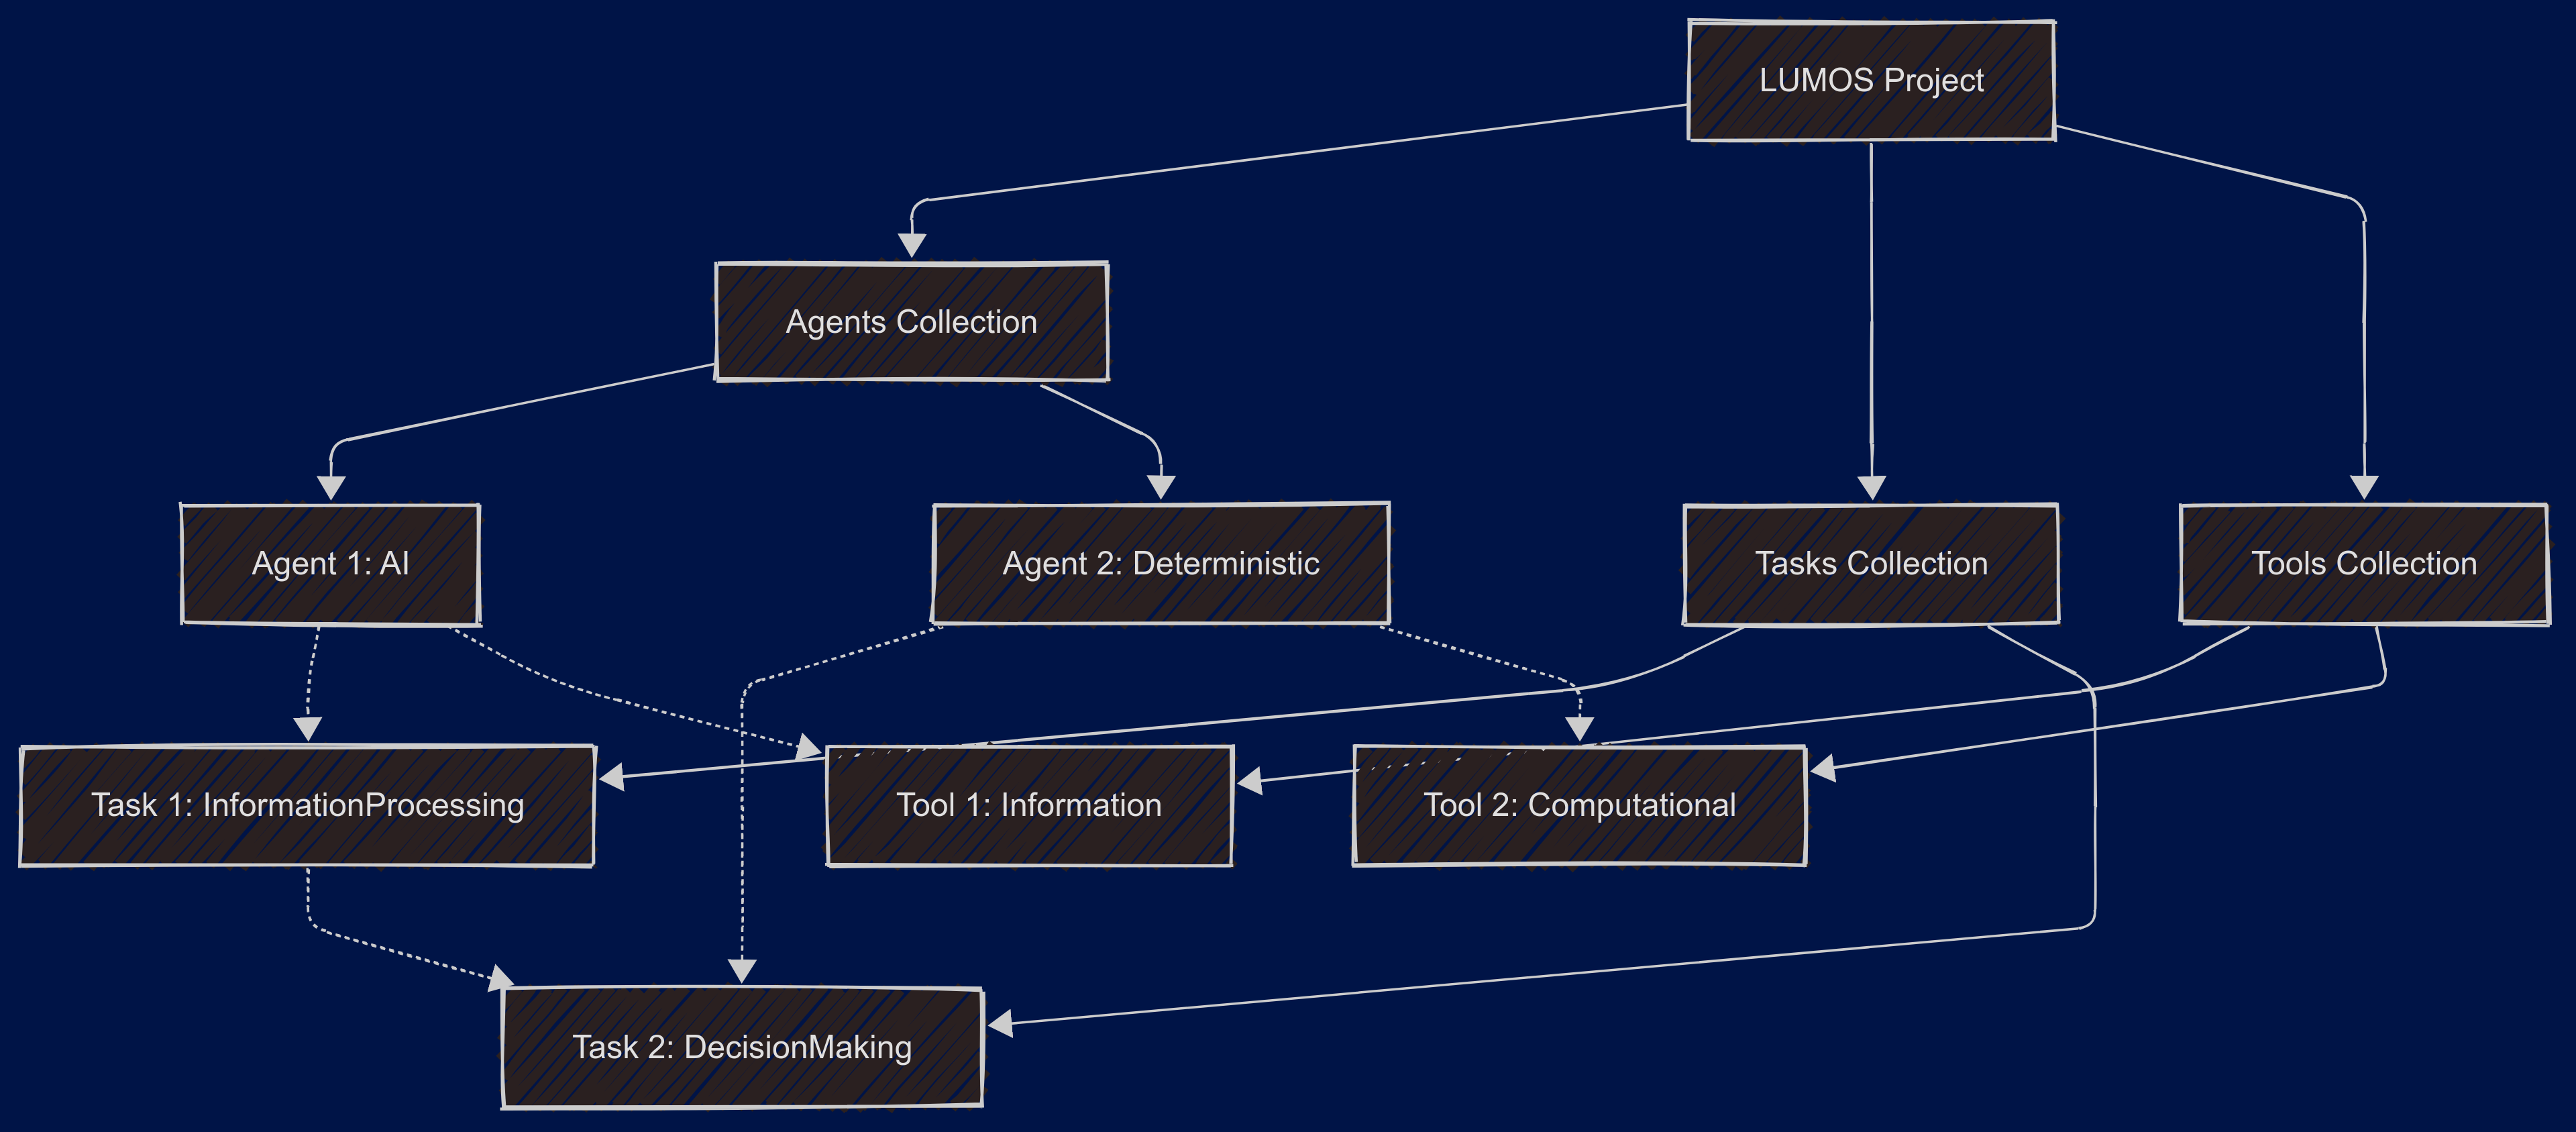 LUMOS Project
Agents Collection
Agent 1: AI
Agent 2: Deterministic
Tasks Collection
Tools Collection
Task 1: InformationProcessing
Tool 1: Information
Tool 2: Computational
Task 2: DecisionMaking